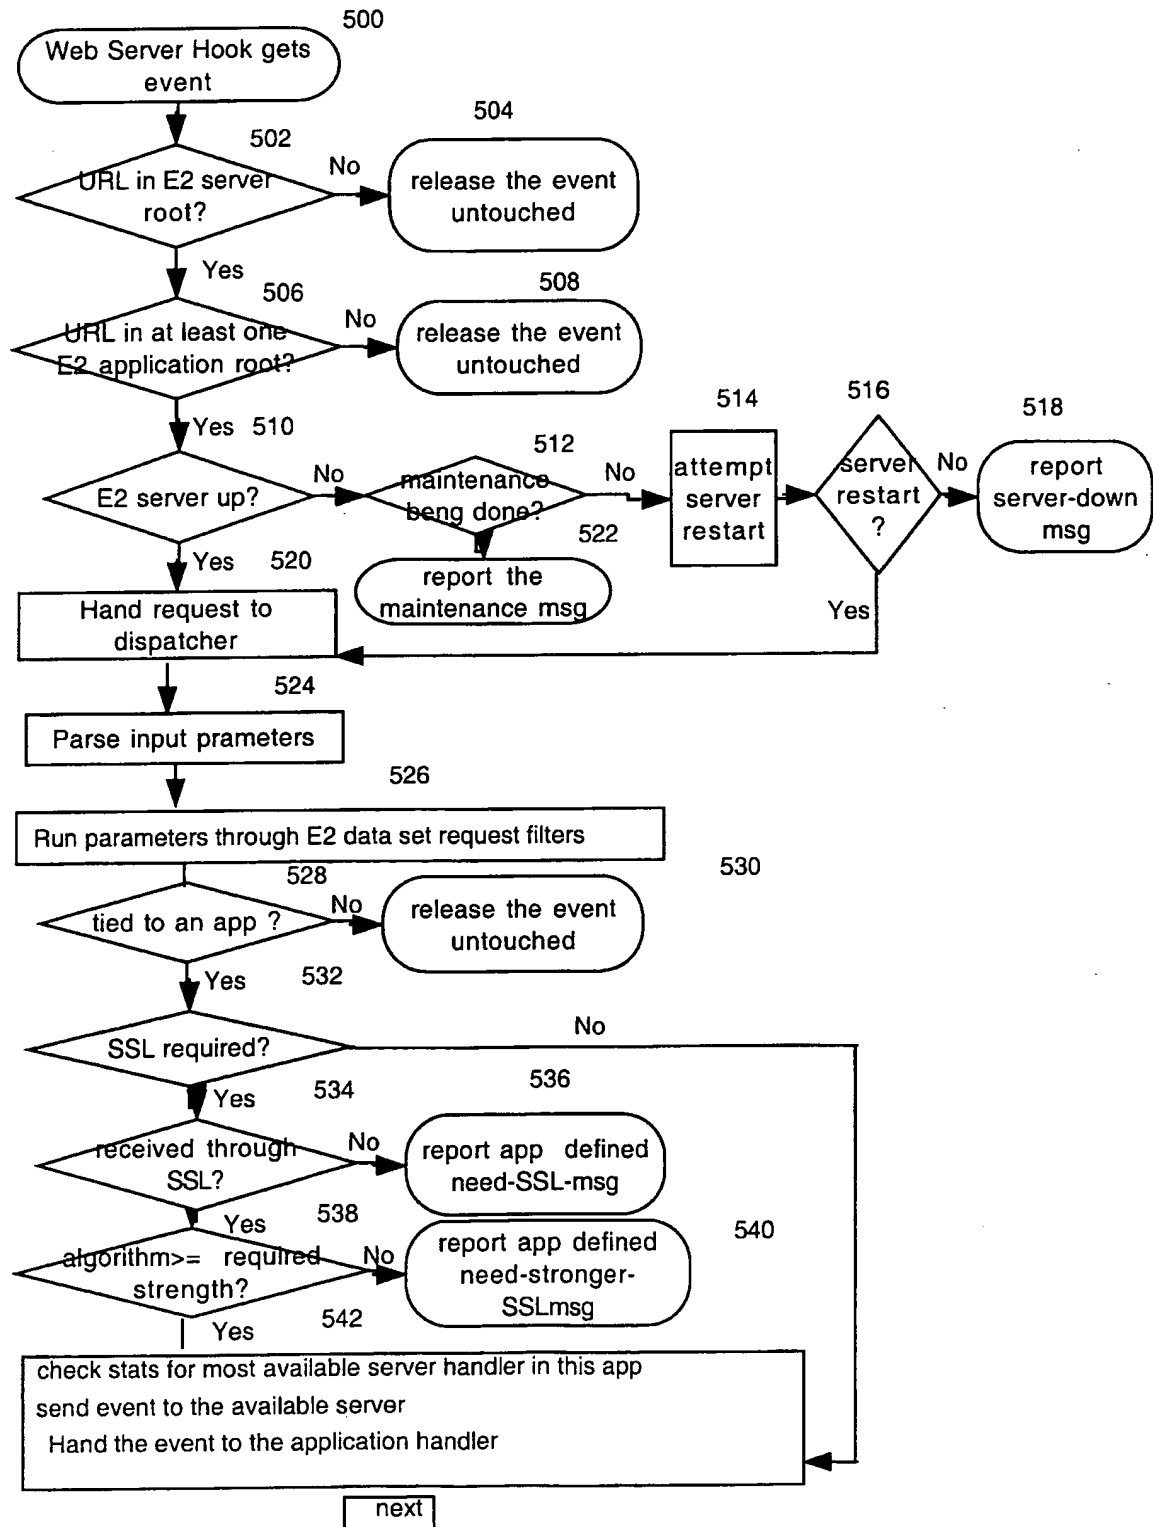 500
Web Server Hook gets
event
504
502
No
URL in E2 server
root?
release the event
untouched
Yes
508
506
No
URL in at least one
E2 application root?
release the event
untouched
514
516
518
Yes 510
512
No
maintenance
beng done?
No
attempt
server
restart
server
restart
?
No
report
server-down
msg
E2 server up?
522
Yes
520
report the
maintenance msg
Yes
Hand request to
dispatcher
524
Parse input prameters
526
Run parameters through E2 data set request filters
530
528
No
tied to an app ?
release the event
untouched
Yes
532
No
SSL required?
536
534
Yes
No
received through
SSL?
report app defined
need-SSL-msg
538
Yes
540
algorithm>= required
strength?
No
report app defined
need-stronger-
SSLmsg
542
Yes
check stats for most available server handler in this app
send event to the available server
Hand the event to the application handler
next